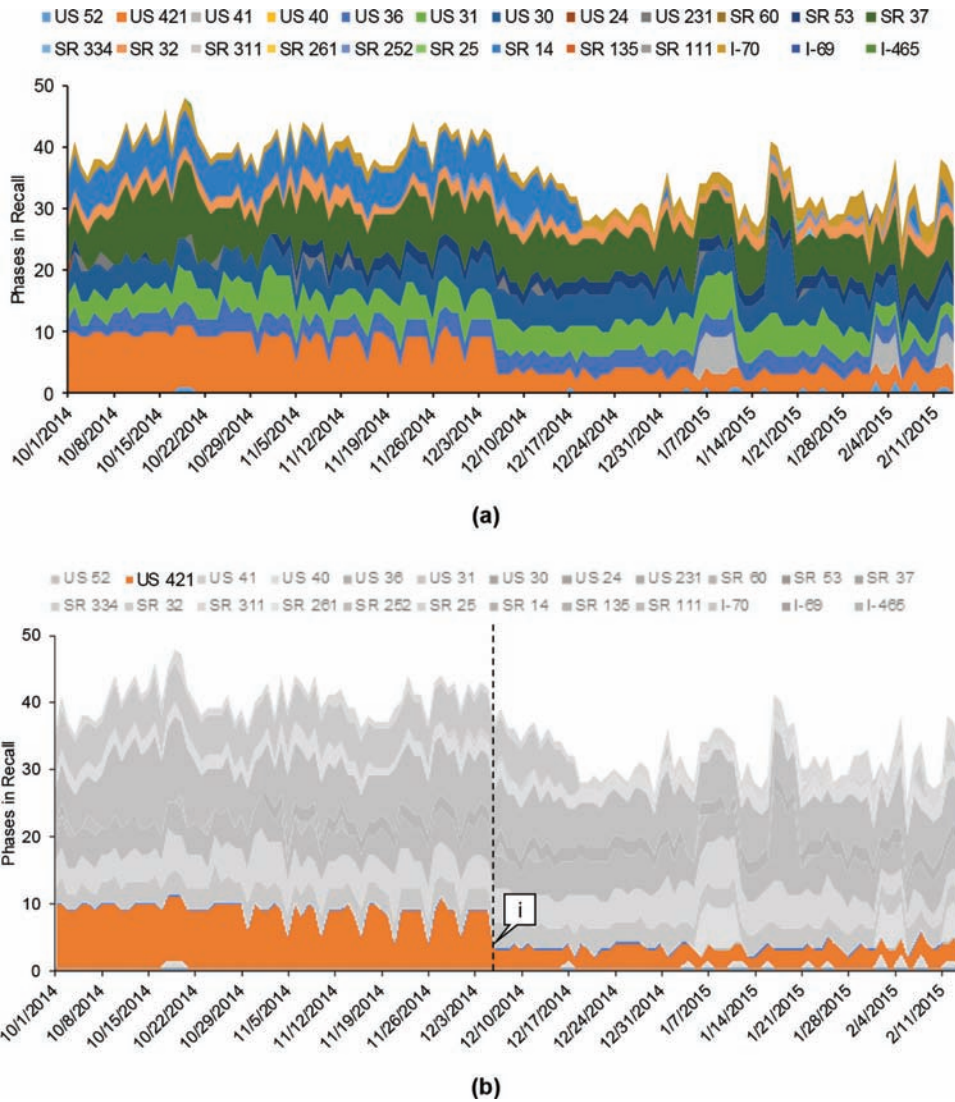 US 52 US 421 US 41 US 40 US 36 US 31 US 30 US 24 US 231 SR 60 SR 53 SR 37
SR 334 SR 32 SR 311 SR 261 SR 252 SR 25 SR 14 SR 135 SR 111 I-70 I-69 I-465
Phases in Recall
50
40
30
20
10
0
10/1/2014 10/8/2014 10/15/2014 10/22/2014 10/29/2014 11/5/2014 11/12/2014 11/19/2014 11/26/2014 12/3/2014 12/10/2014 12/17/2014 12/24/2014 12/31/2014 1/7/2015 1/14/2015 1/21/2015 1/28/2015 2/4/2015 2/11/2015
(a)
US 52 US 421 US 41 US 40 US 36 US 31 US 30 US 24 US 231 SR 60 SR 53 SR 37
SR 334 SR 32 SR 311 SR 261 SR 252 SR 25 SR 14 SR 135 SR 111 I-70 I-69 I-465
Phases in Recall
50
40
30
20
10
0
i
10/1/2014 10/8/2014 10/15/2014 10/22/2014 10/29/2014 11/5/2014 11/12/2014 11/19/2014 11/26/2014 12/3/2014 12/10/2014 12/17/2014 12/24/2014 12/31/2014 1/7/2015 1/14/2015 1/21/2015 1/28/2015 2/4/2015 2/11/2015
(b)